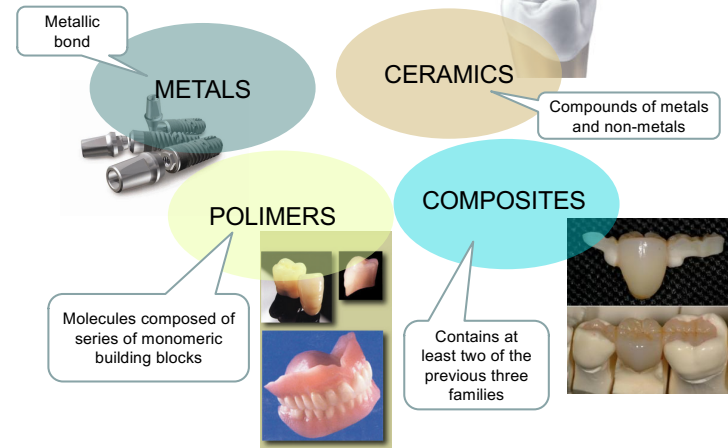 Metallic
bond
METALS
CERAMICS
Compounds of metals
and non-metals
POLIMERS
COMPOSITES
Molecules composed of
series of monomeric
building blocks
Contains at
least two of the
previous three
families